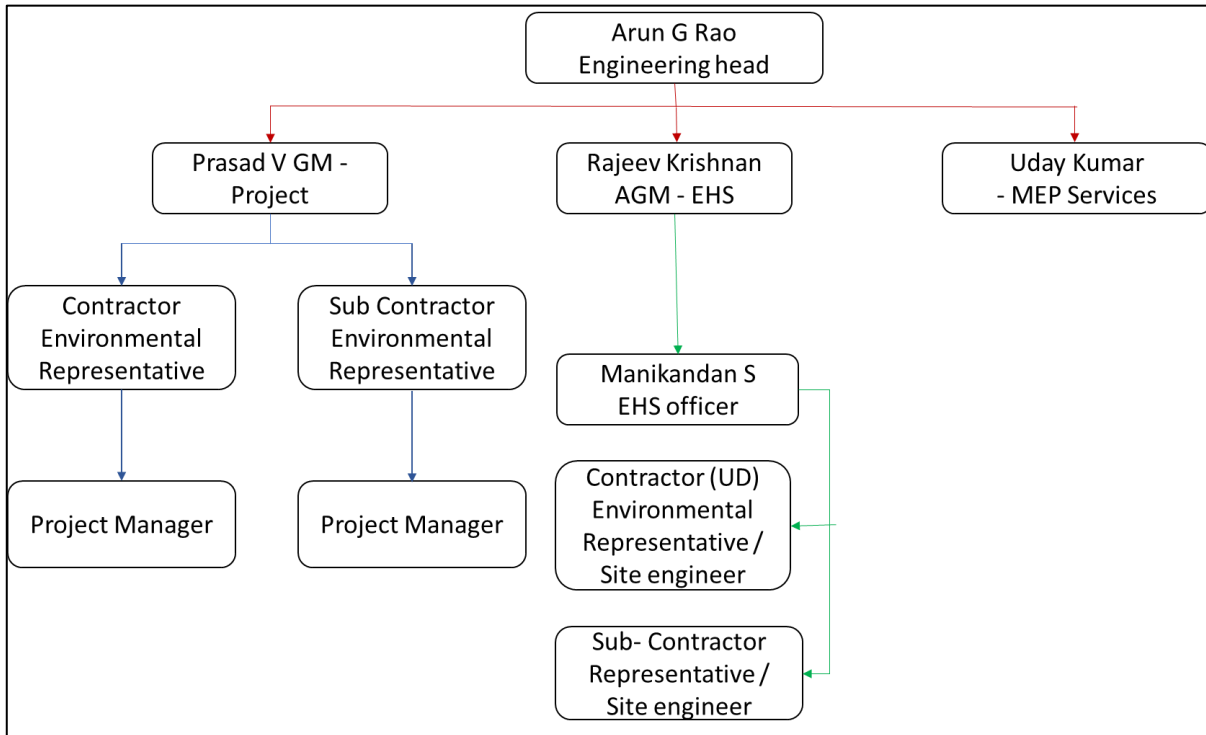 Arun G Rao
Engineering head
Prasad V GM -
Project
Rajeev Krishnan
AGM - EHS
Uday Kumar
- MEP Services
Contractor
Environmental
Representative
Sub Contractor
Environmental
Representative
Manikandan S
EHS officer
Project Manager
Project Manager
Contractor (UD)
Environmental
Representative /
Site engineer
Sub- Contractor
Representative /
Site engineer